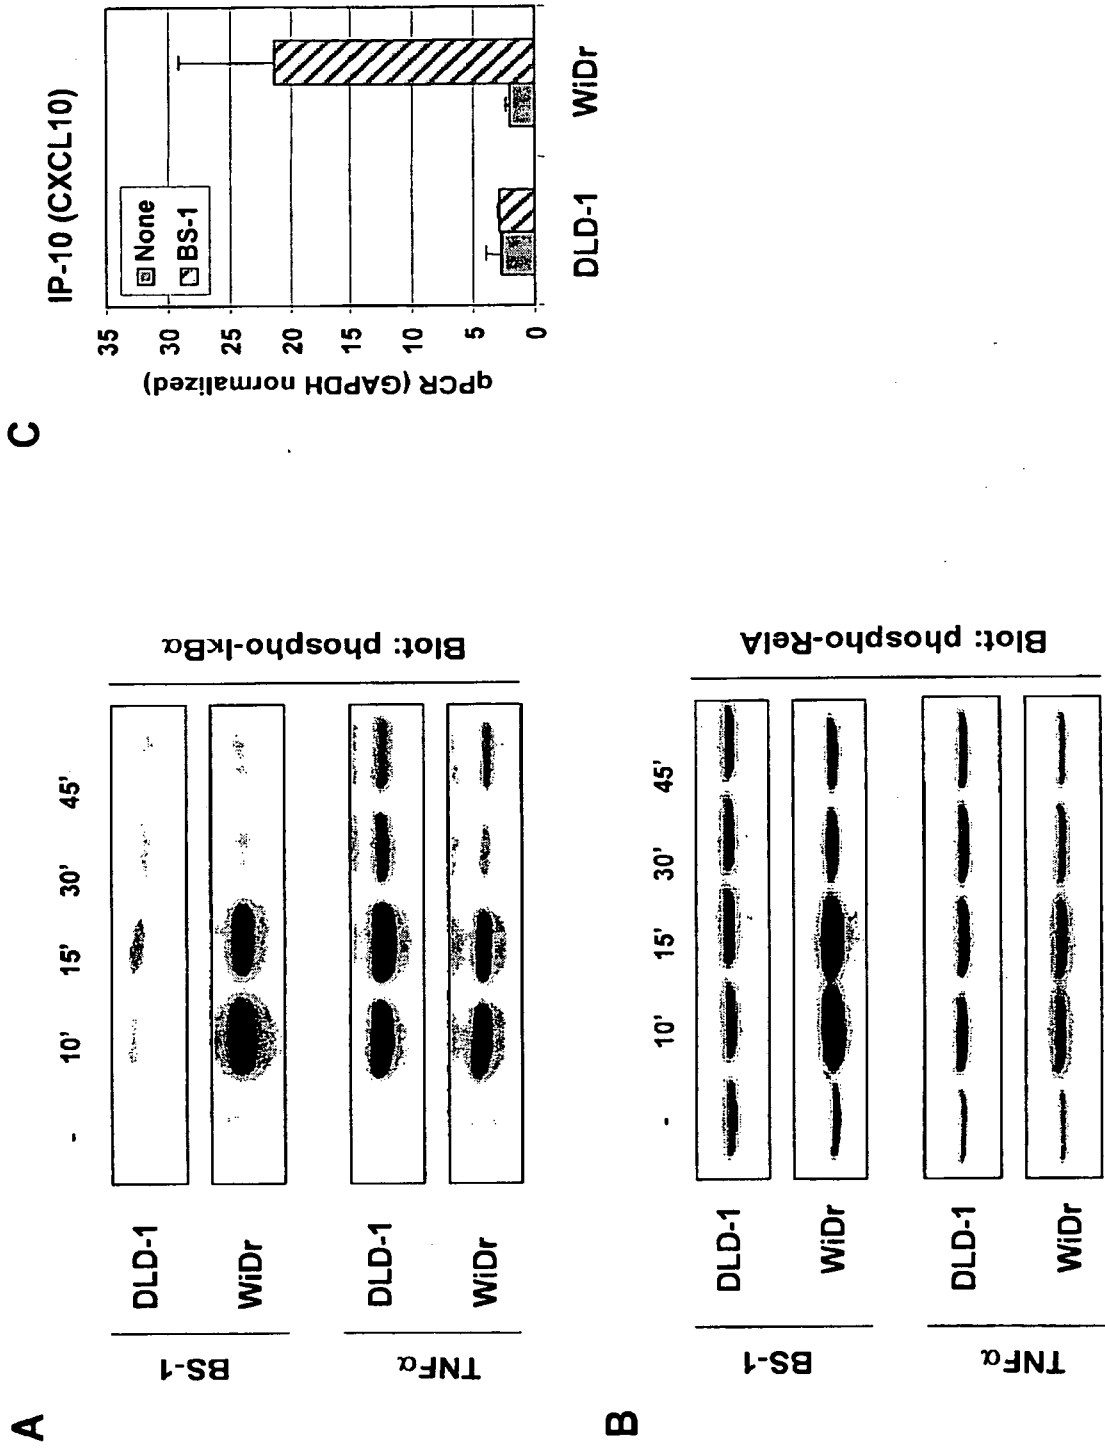 A
- 10' 15' 30' 45'
BS-1
DLD-1
WiDr
TNFα
DLD-1
WiDr
Blot: phospho-IκBα
B
- 10' 15' 30' 45'
BS-1
DLD-1
WiDr
TNFα
DLD-1
WiDr
Blot: phospho-RelA
C
IP-10 (CXCL10)
None
BS-1
qPCR (GAPDH normalized)
35
30
25
20
15
10
5
0
DLD-1 WiDr